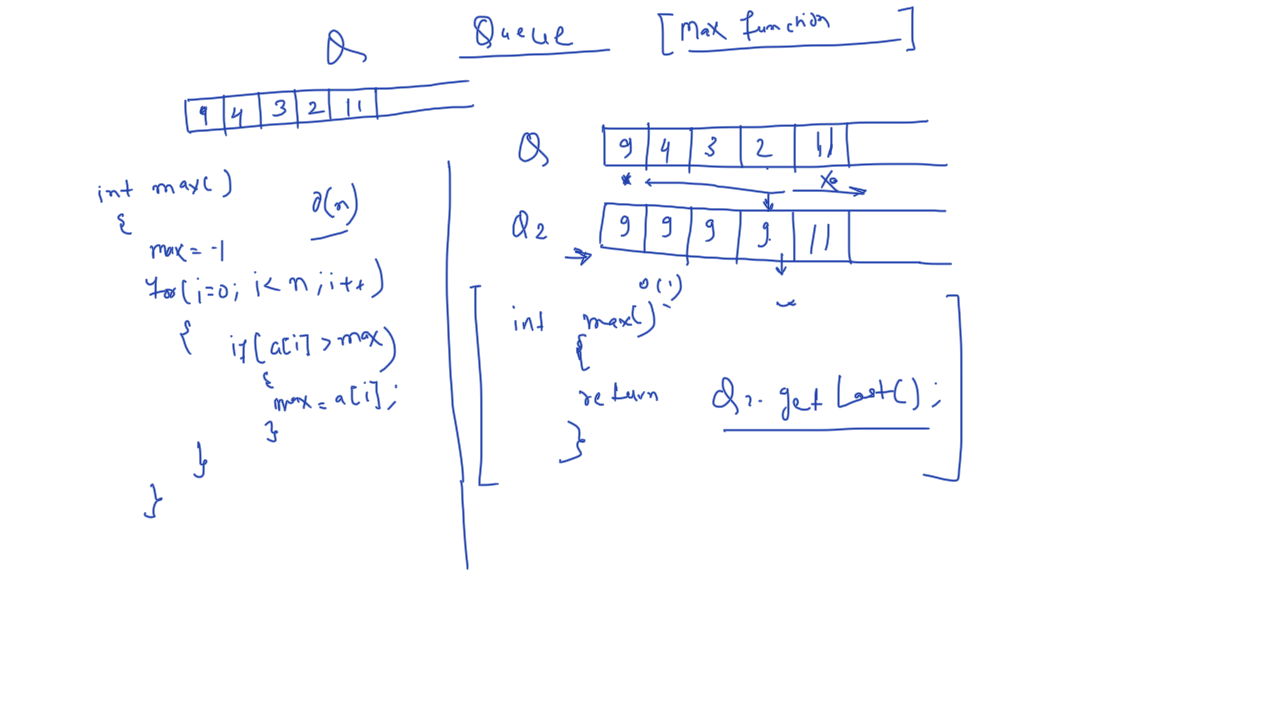 Queue [Max function]
Q
9 4 3 2 11
int max()
{
O(n)
max = -1
for(i=0; i< n; i++)
{ if(a[i] > max)
{
max = a[i];
}
}
}
Q 9 4 3 2 11
Q2 9 9 9 9 11
O(1)
int max()
{
return Q2. getLast();
}